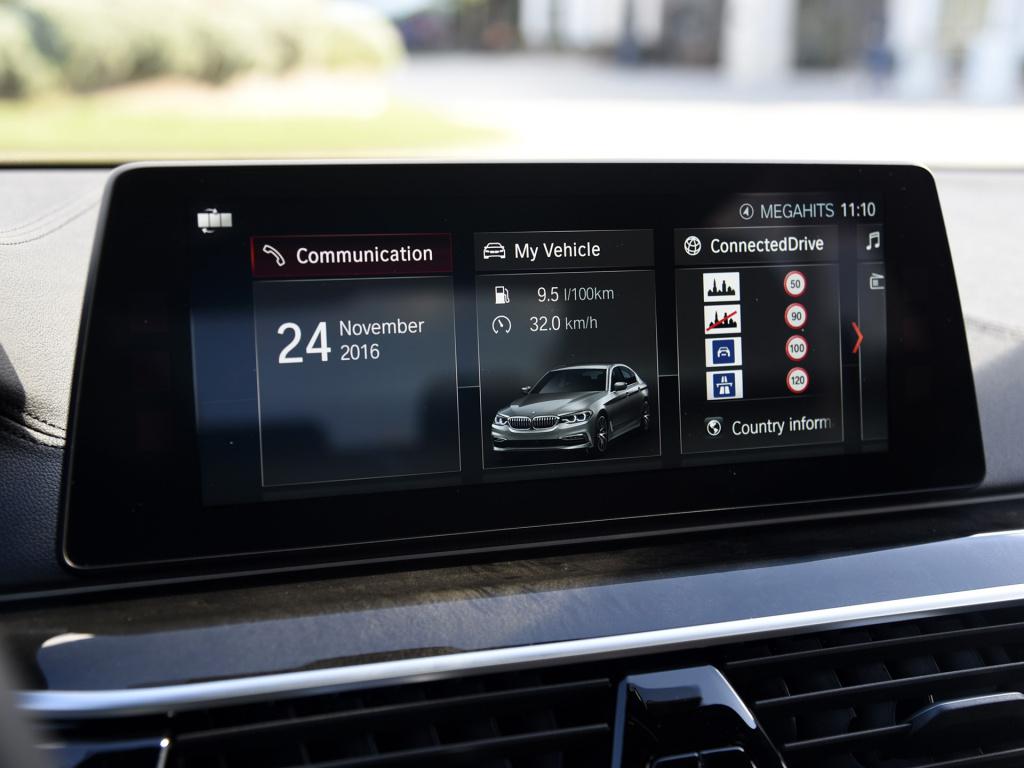 MEGAHITS 11:10
Communication
24 November
2016
My Vehicle
9.5 l/100km
32.0 km/h
ConnectedDrive
50
90
100
120
Country inform